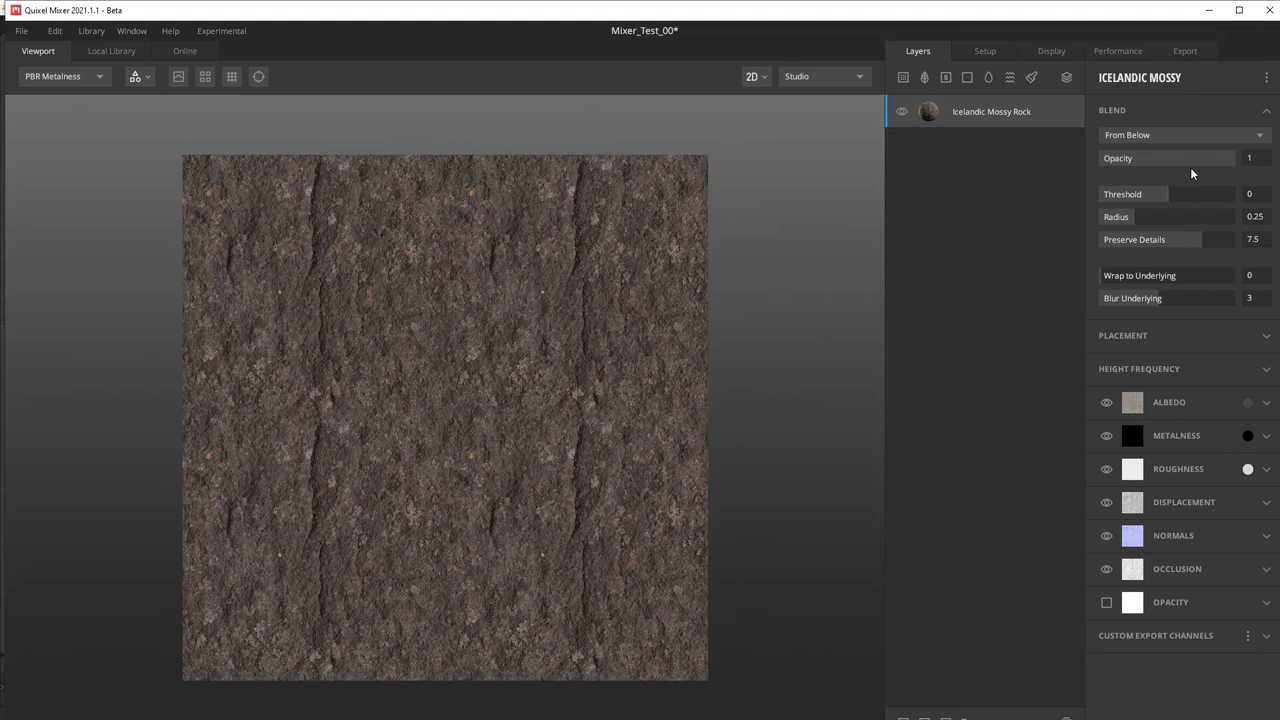 Quixel Mixer 2021.1.1 - Beta
File Edit Library Window Help Experimental
Mixer_Test_00*
Viewport Local Library Online
Layers Setup Display Performance Export
PBR Metalness
2D
Studio
ICELANDIC MOSSY
Icelandic Mossy Rock
BLEND
From Below
Opacity 1
Threshold 0
Radius 0.25
Preserve Details 7.5
Wrap to Underlying 0
Blur Underlying 3
PLACEMENT
HEIGHT FREQUENCY
ALBEDO
METALNESS
ROUGHNESS
DISPLACEMENT
NORMALS
OCCLUSION
OPACITY
CUSTOM EXPORT CHANNELS